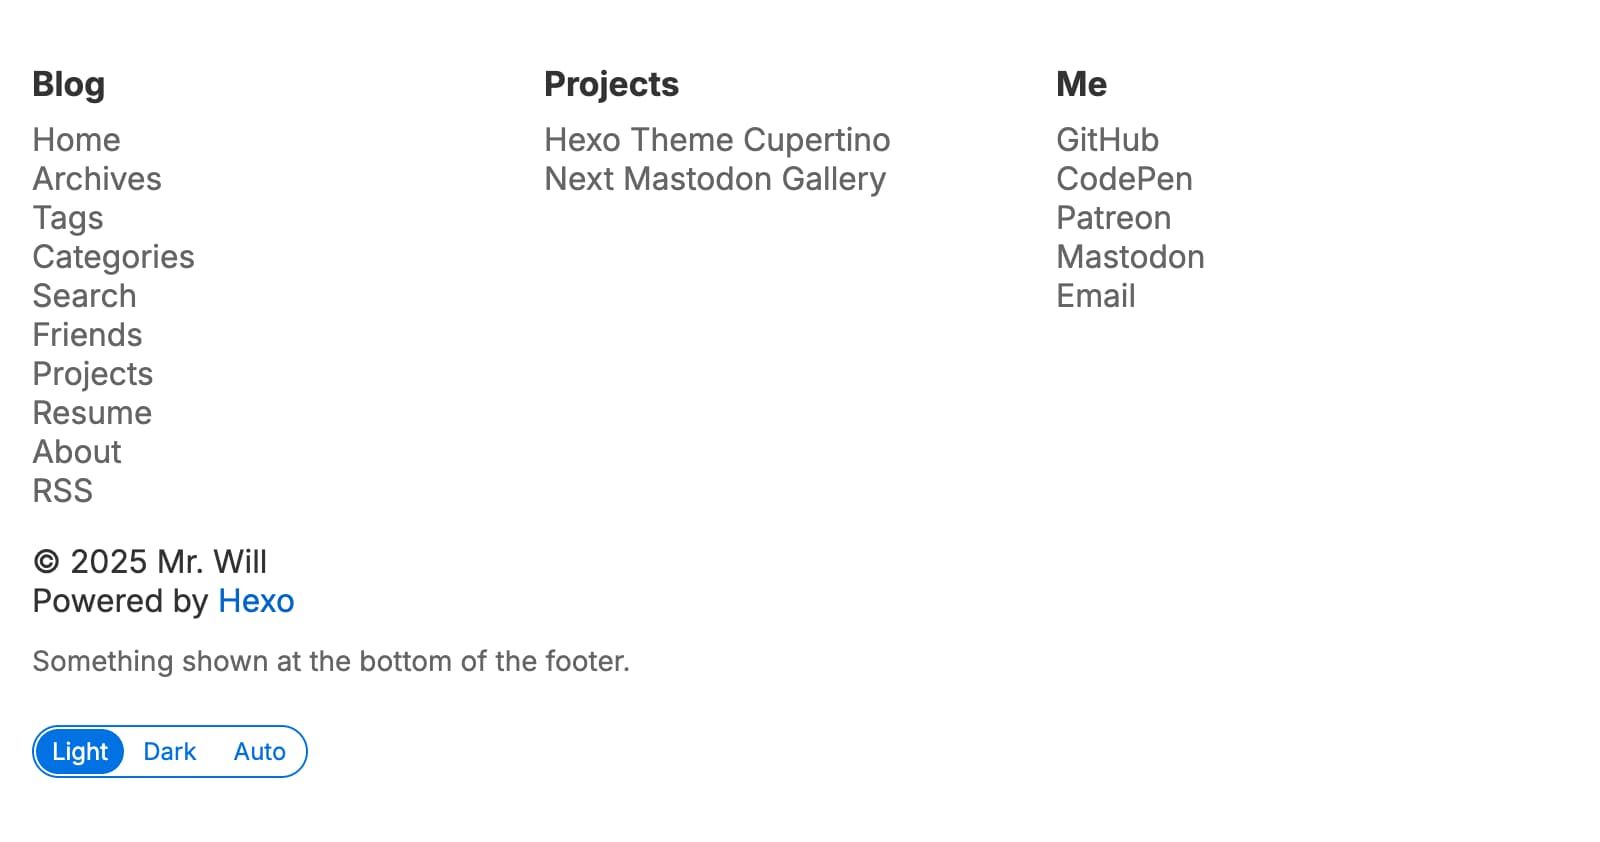 Blog
Home
Archives
Tags
Categories
Search
Friends
Projects
Resume
About
RSS
Projects
Hexo Theme Cupertino
Next Mastodon Gallery
Me
GitHub
CodePen
Patreon
Mastodon
Email
© 2025 Mr. Will
Powered by Hexo
Something shown at the bottom of the footer.
Light Dark Auto